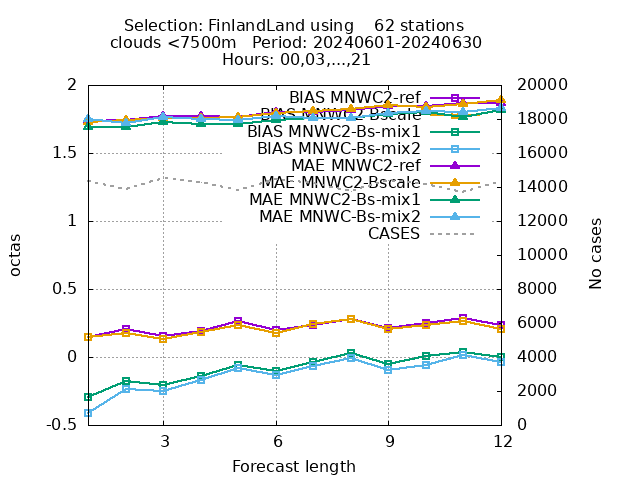 Selection: FinlandLand using    62 stations
clouds <7500m   Period: 20240601-20240630
Hours: 00,03,...,21
2
1.5
1
0.5
0
-0.5
20000
18000
16000
14000
12000
10000
8000
6000
4000
2000
0
BIAS MNWC2-ref
BIAS MNWC2-Bscale
BIAS MNWC2-Bs-mix1
BIAS MNWC-Bs-mix2
MAE MNWC2-ref
MAE MNWC2-Bscale
MAE MNWC2-Bs-mix1
MAE MNWC-Bs-mix2
CASES
octas
No cases
3
6
9
12
Forecast length